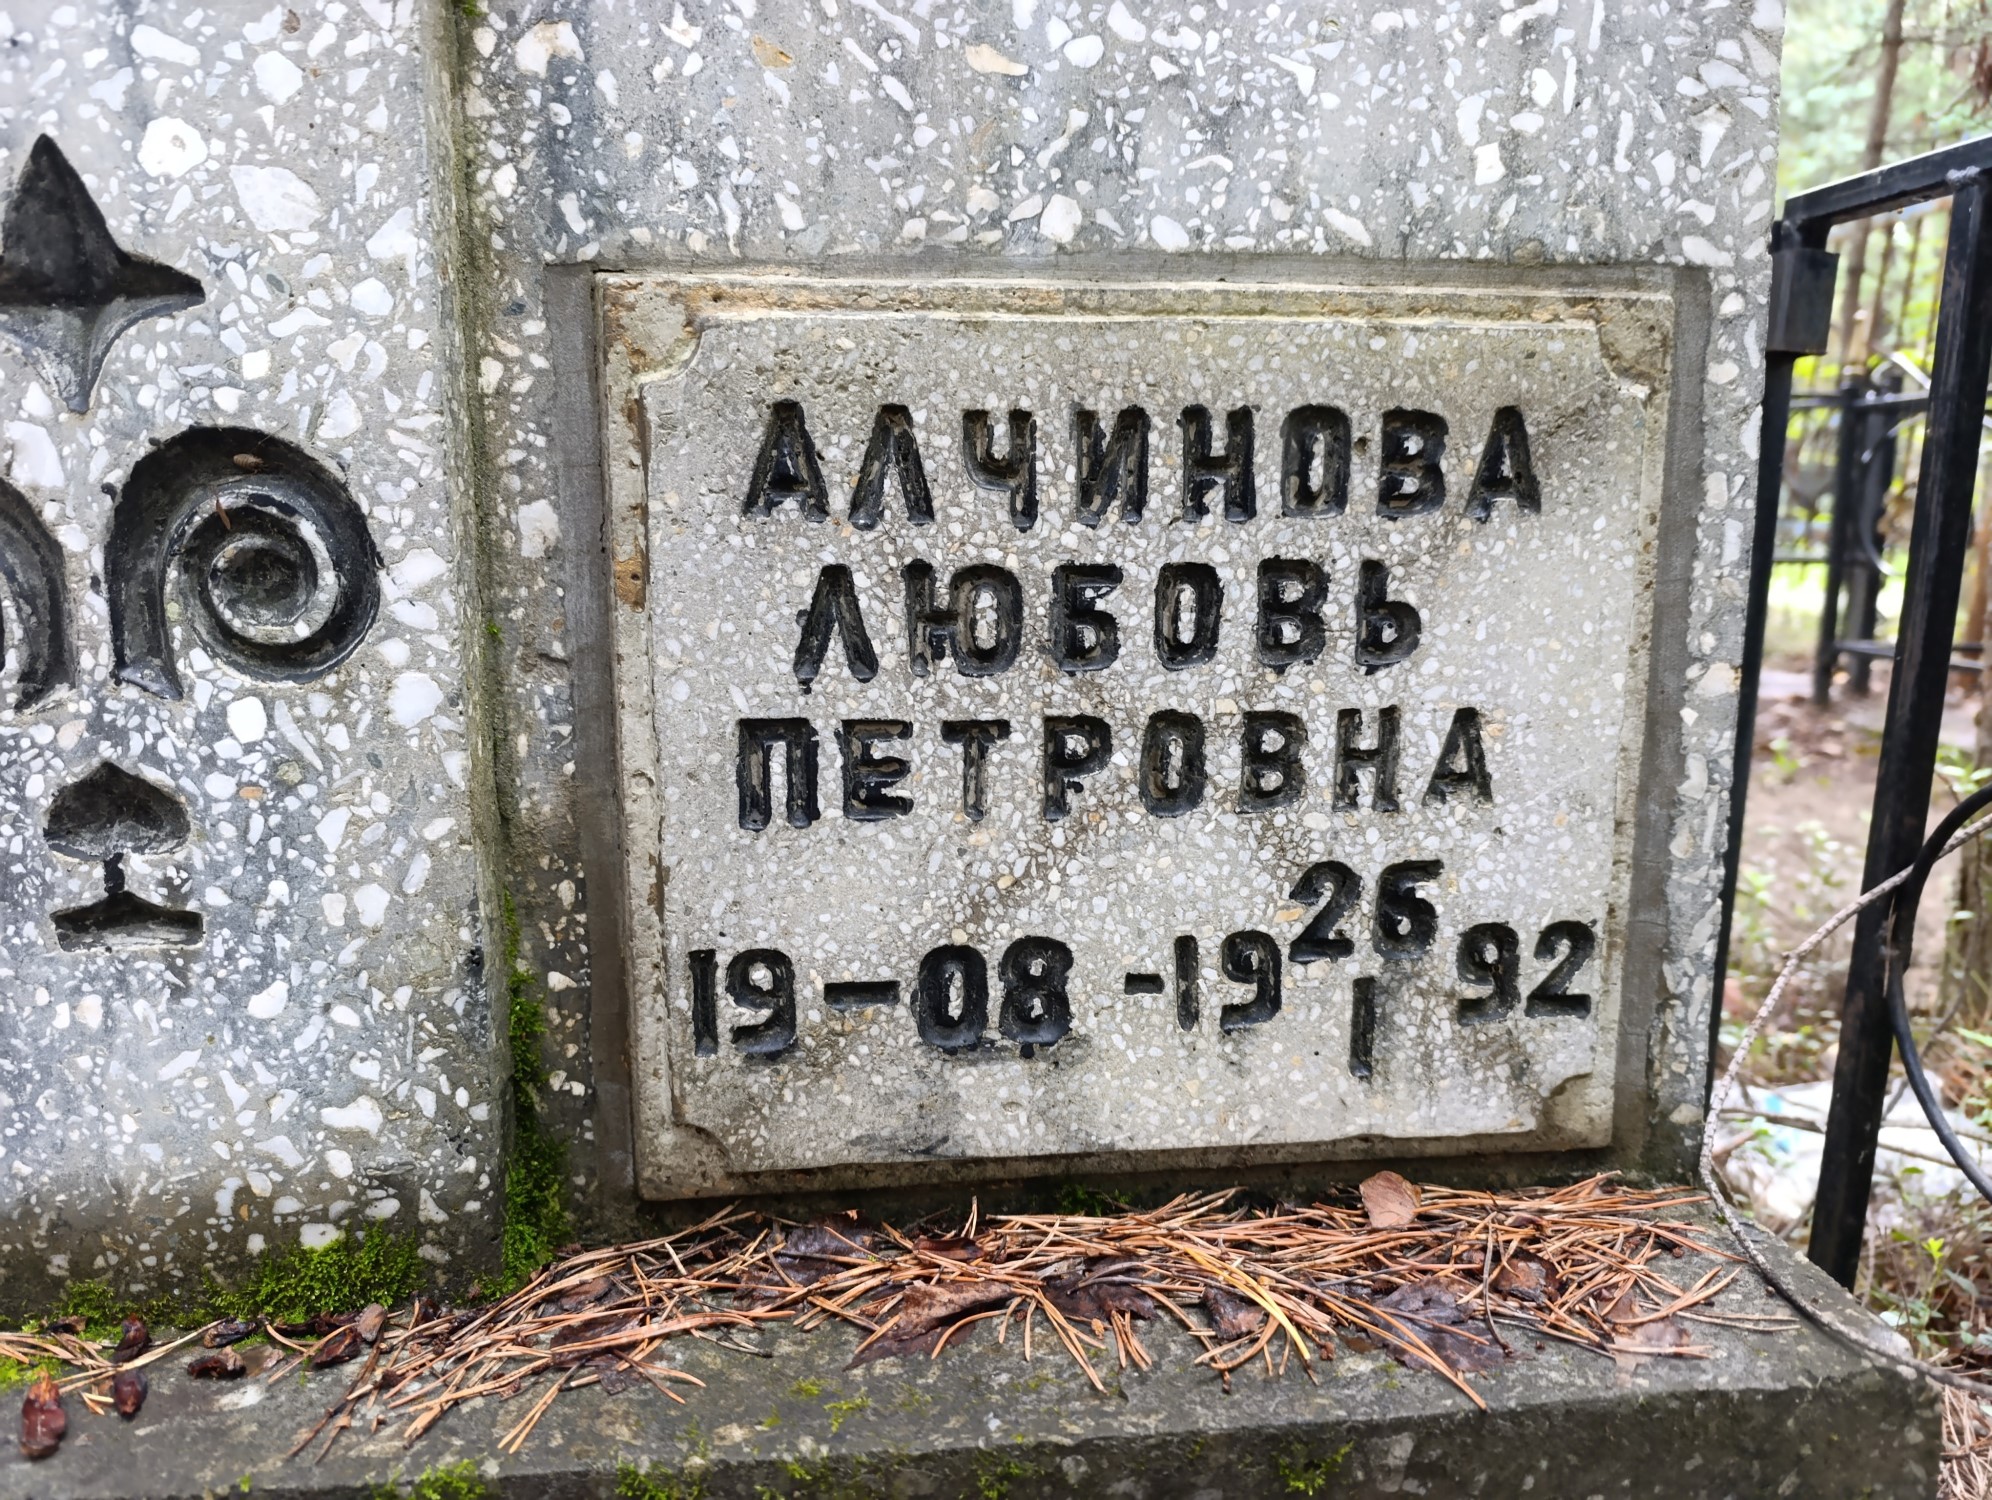 АЛЧИНОВА
ЛЮБОВЬ
ПЕТРОВНА
19-08 -19 26/I 92